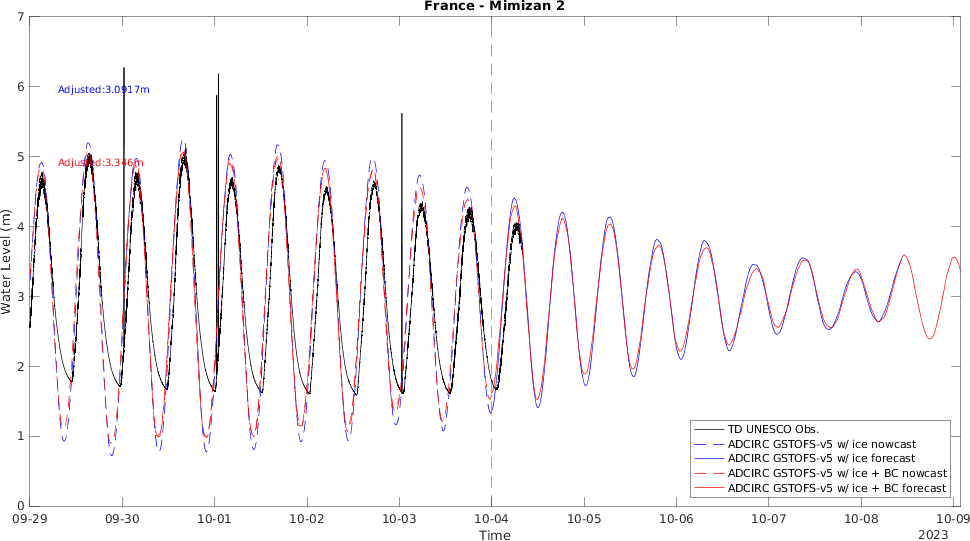 France - Mimizan 2
7
6
5
4
3
2
1
0
Water Level (m)
Adjusted:3.0917m
Adjusted:3.346m
TD UNESCO Obs.
ADCIRC GSTOFS-v5 w/ ice nowcast
ADCIRC GSTOFS-v5 w/ ice forecast
ADCIRC GSTOFS-v5 w/ ice + BC nowcast
ADCIRC GSTOFS-v5 w/ ice + BC forecast
09-29 09-30 10-01 10-02 10-03 10-04 10-05 10-06 10-07 10-08 10-09
Time
2023